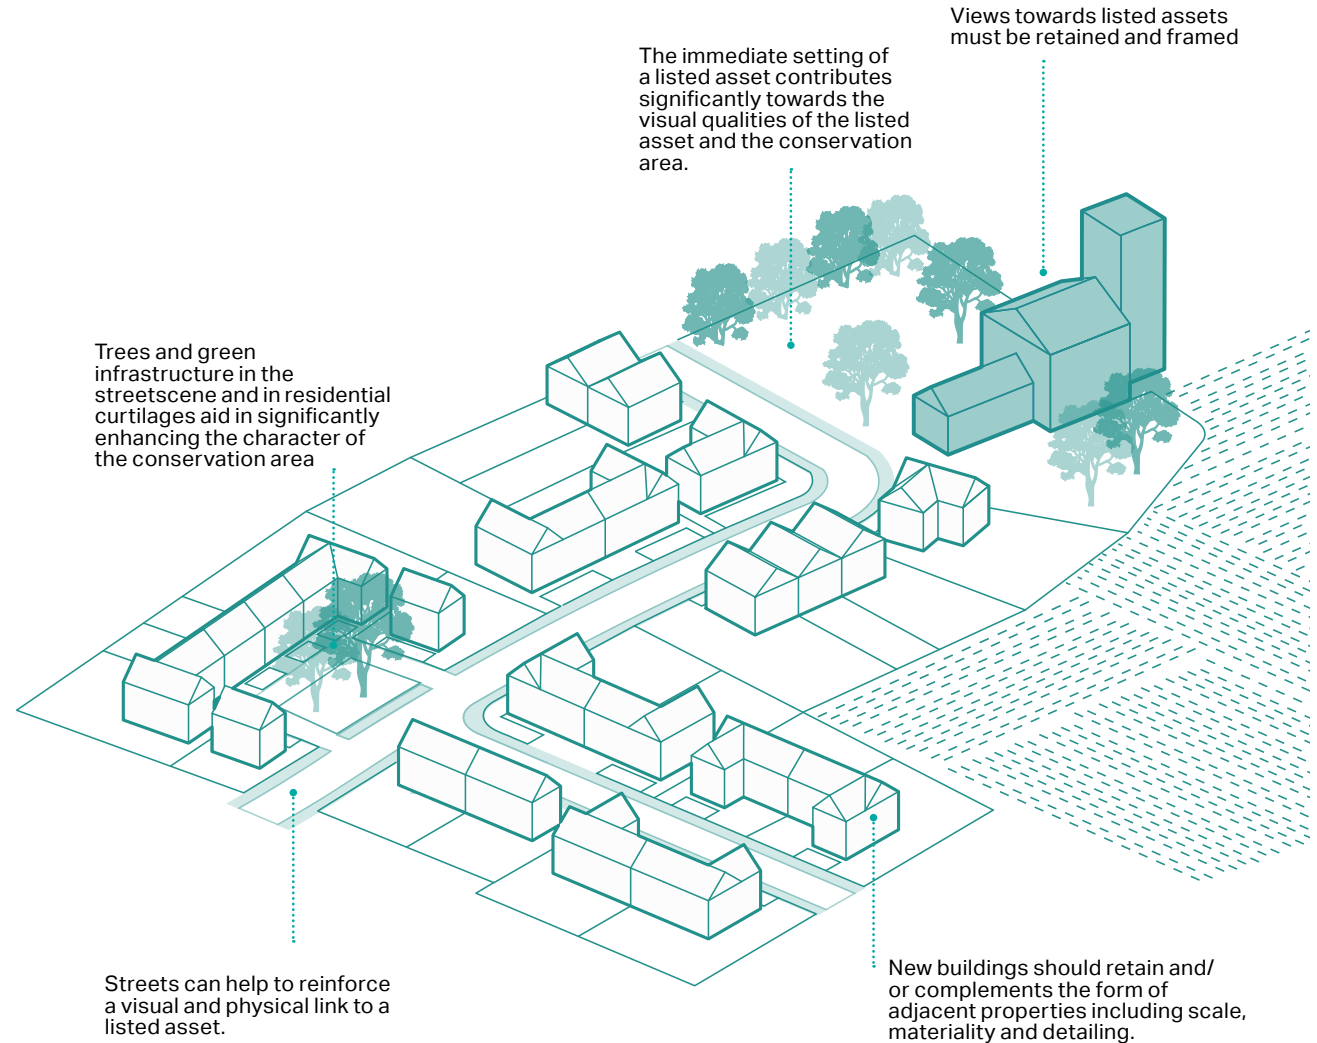 Views towards listed assets
must be retained and framed
The immediate setting of
a listed asset contributes
significantly towards the
visual qualities of the listed
asset and the conservation
area.
Trees and green
infrastructure in the
streetscene and in residential
curtilages aid in significantly
enhancing the character of
the conservation area
Streets can help to reinforce
a visual and physical link to a
listed asset.
New buildings should retain and/
or complements the form of
adjacent properties including scale,
materiality and detailing.